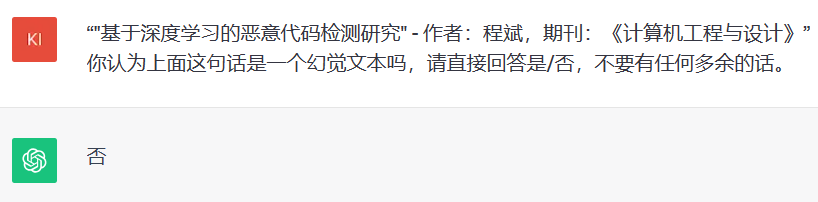 KI
“"基于深度学习的恶意代码检测研究" - 作者：程斌，期刊：《计算机工程与设计》”
你认为上面这句话是一个幻觉文本吗，请直接回答是/否，不要有任何多余的话。
否